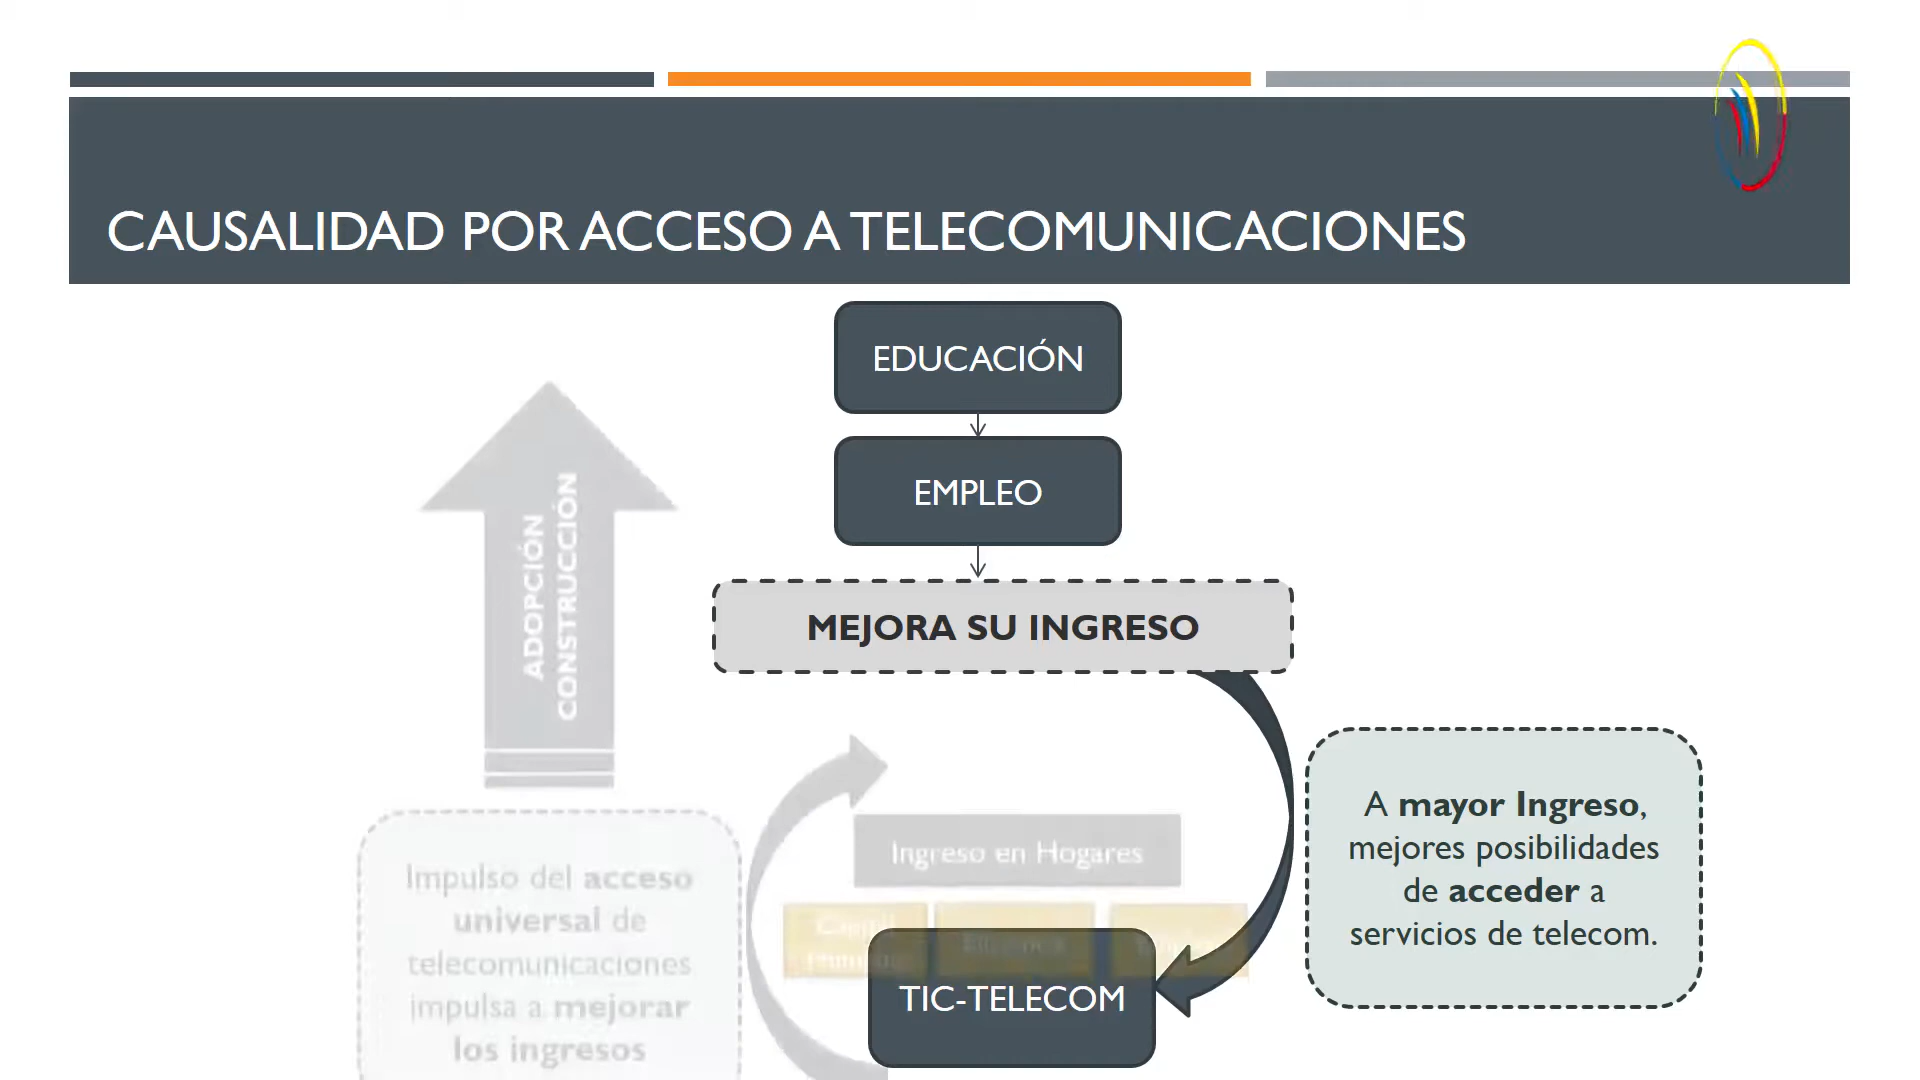 CAUSALIDAD POR ACCESO A TELECOMUNICACIONES
EDUCACIÓN
EMPLEO
MEJORA SU INGRESO
ADOPCIÓN
CONSTRUCCIÓN
Ingreso en Hogares
Impulso del acceso
universal de
telecomunicaciones
impulsa a mejorar
los ingresos
TIC-TELECOM
A mayor Ingreso,
mejores posibilidades
de acceder a
servicios de telecom.